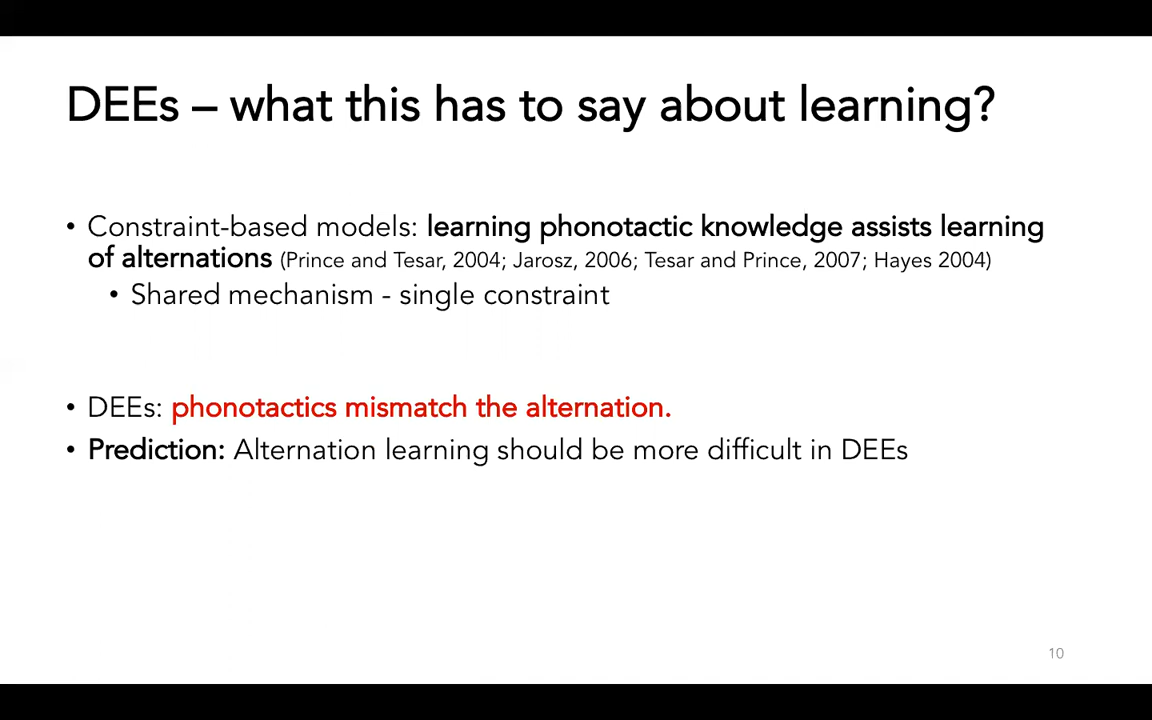 DEEs – what this has to say about learning?
• Constraint-based models: learning phonotactic knowledge assists learning
of alternations (Prince and Tesar, 2004; Jarosz, 2006; Tesar and Prince, 2007; Hayes 2004)
• Shared mechanism - single constraint
• DEEs: phonotactics mismatch the alternation.
• Prediction: Alternation learning should be more difficult in DEEs
10